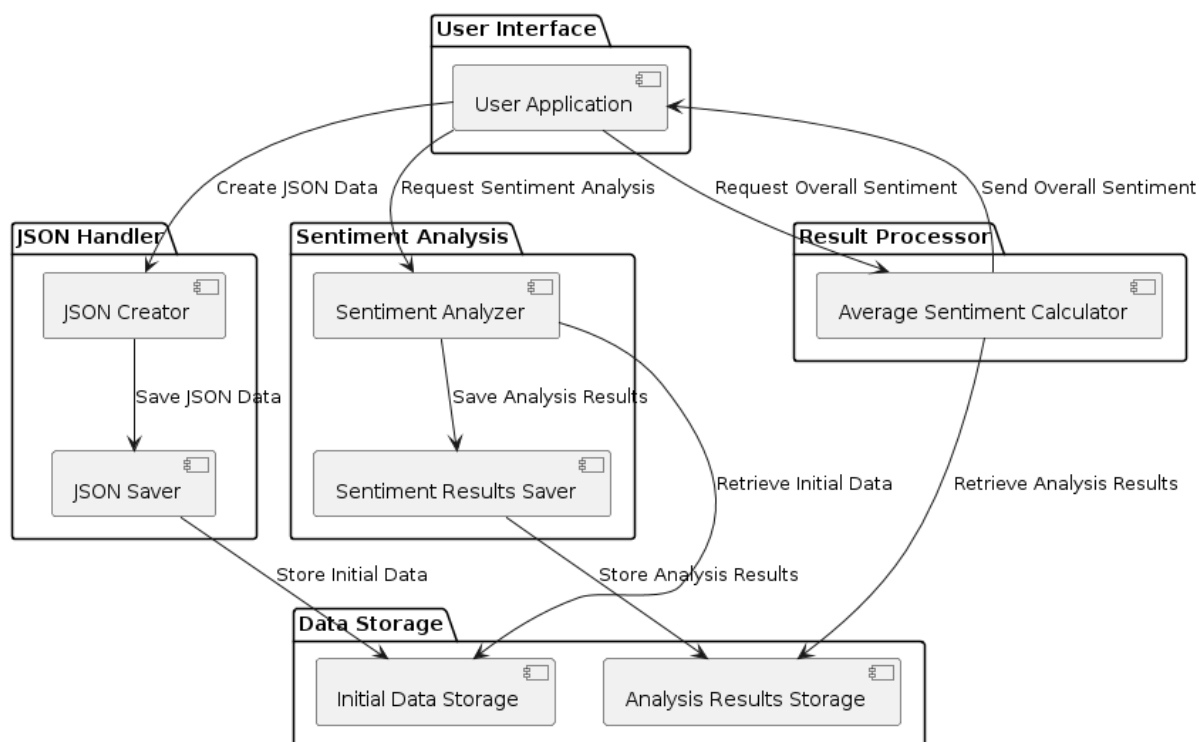 User Interface
User Application
Create JSON Data
Request Sentiment Analysis
Request Overall Sentiment
Send Overall Sentiment
JSON Handler
Sentiment Analysis
Result Processor
JSON Creator
Sentiment Analyzer
Average Sentiment Calculator
Save JSON Data
Save Analysis Results
JSON Saver
Sentiment Results Saver
Retrieve Initial Data
Retrieve Analysis Results
Store Initial Data
Store Analysis Results
Data Storage
Initial Data Storage
Analysis Results Storage